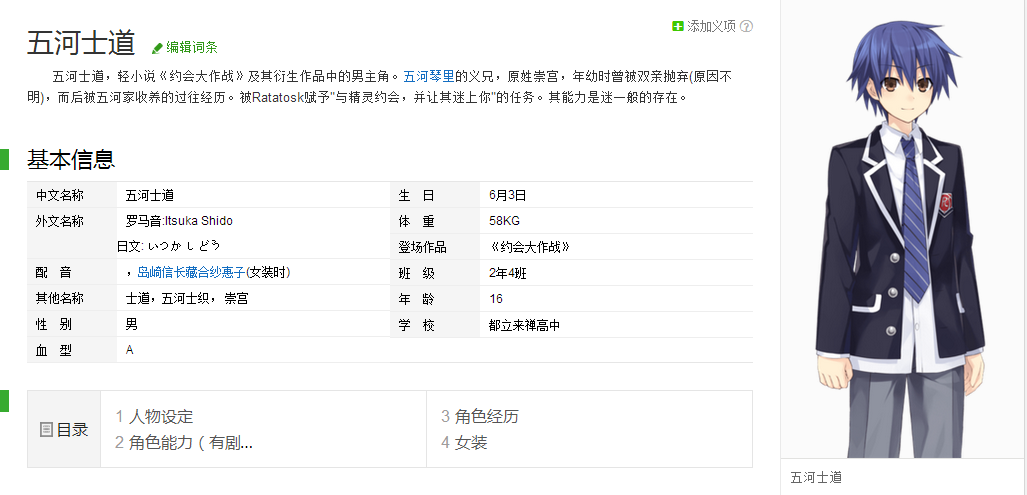 五河士道 编辑词条
添加义项 ?
五河士道，轻小说《约会大作战》及其衍生作品中的男主角。五河琴里的义兄，原姓崇宫，年幼时曾被双亲抛弃(原因不
明)，而后被五河家收养的过往经历。被Ratatosk赋予"与精灵约会，并让其迷上你"的任务。其能力是迷一般的存在。
基本信息
中文名称 五河士道
外文名称 罗马音:Itsuka Shido
日文: いつか しどう
配 音 ，岛崎信长藏合纱惠子(女装时)
其他名称 士道，五河士织， 崇宫
性 别 男
血 型 A
生 日 6月3日
体 重 58KG
登场作品 《约会大作战》
班 级 2年4班
年 龄 16
学 校 都立来禅高中
目录
1 人物设定
2 角色能力（有剧...
3 角色经历
4 女装
五河士道